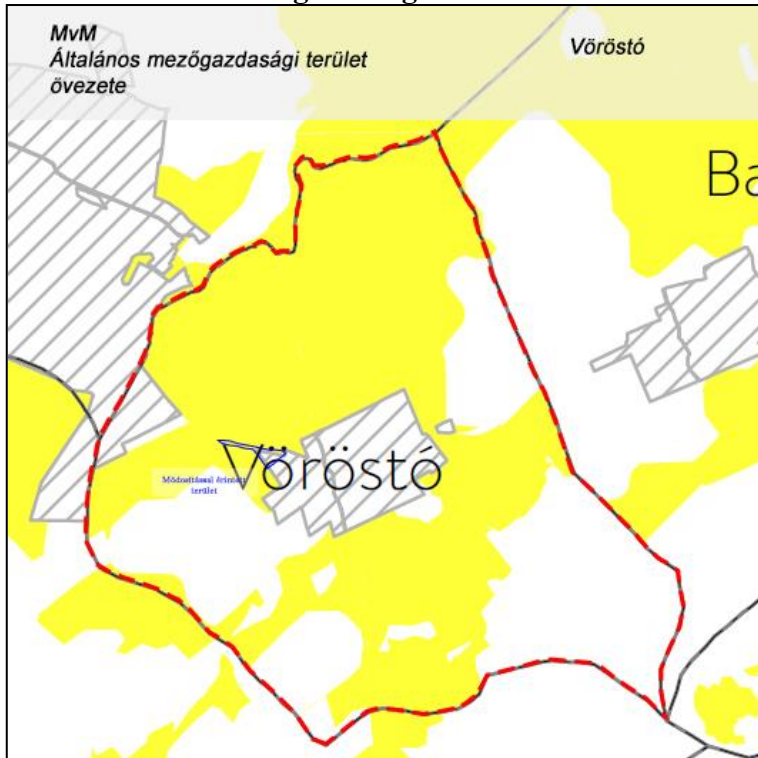 MvM
Általános mezőgazdasági terület
övezete
Vöröstó
Ba
Vöröstó
Módosítással érintett
terület